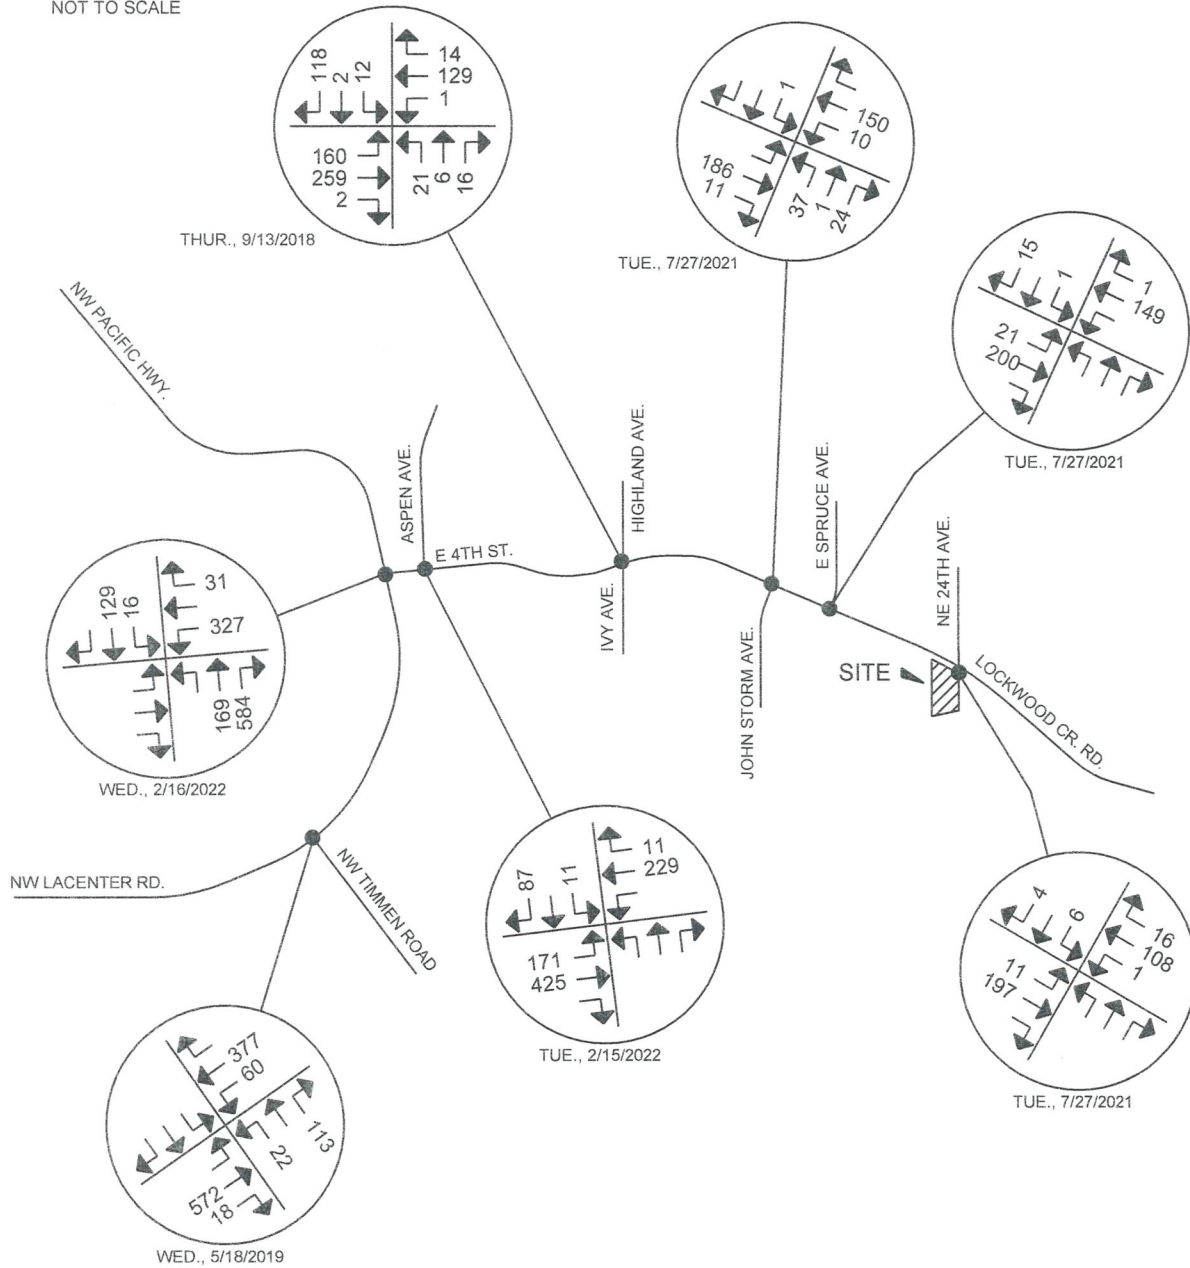 NOT TO SCALE
118
2
12
14
129
1
160
259
2
21
6
16
THUR., 9/13/2018
1
150
10
186
11
37
1
24
TUE., 7/27/2021
15
1
1
149
21
200
TUE., 7/27/2021
NW PACIFIC HWY.
ASPEN AVE.
E 4TH ST.
HIGHLAND AVE.
IVY AVE.
JOHN STORM AVE.
E SPRUCE AVE.
NE 24TH AVE.
SITE
LOCKWOOD CR. RD.
129
16
31
327
169
584
WED., 2/16/2022
NW LACENTER RD.
NW TIMMEN ROAD
87
11
11
229
171
425
TUE., 2/15/2022
4
6
16
108
1
11
197
TUE., 7/27/2021
377
60
22
113
572
18
WED., 5/18/2019